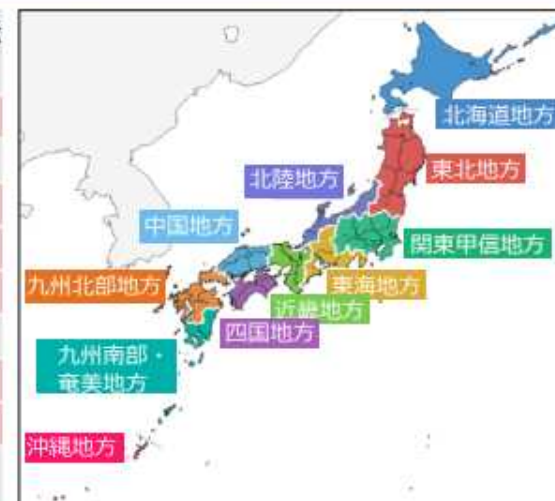 北海道地方
東北地方
北陸地方
中国地方
関東甲信地方
九州北部地方
東海地方
近畿地方
四国地方
九州南部・
奄美地方
沖縄地方